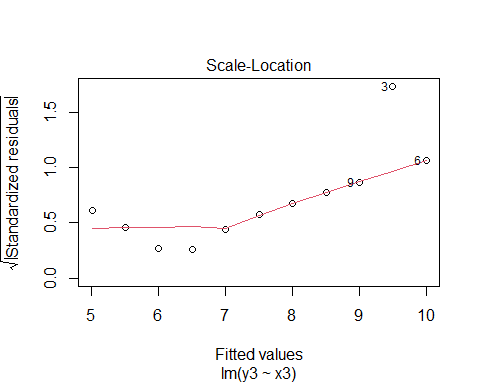 Scale-Location
√|Standardized residuals|
1.5
1.0
0.5
0.0
3
9
6
5 6 7 8 9 10
Fitted values
lm(y3 ~ x3)